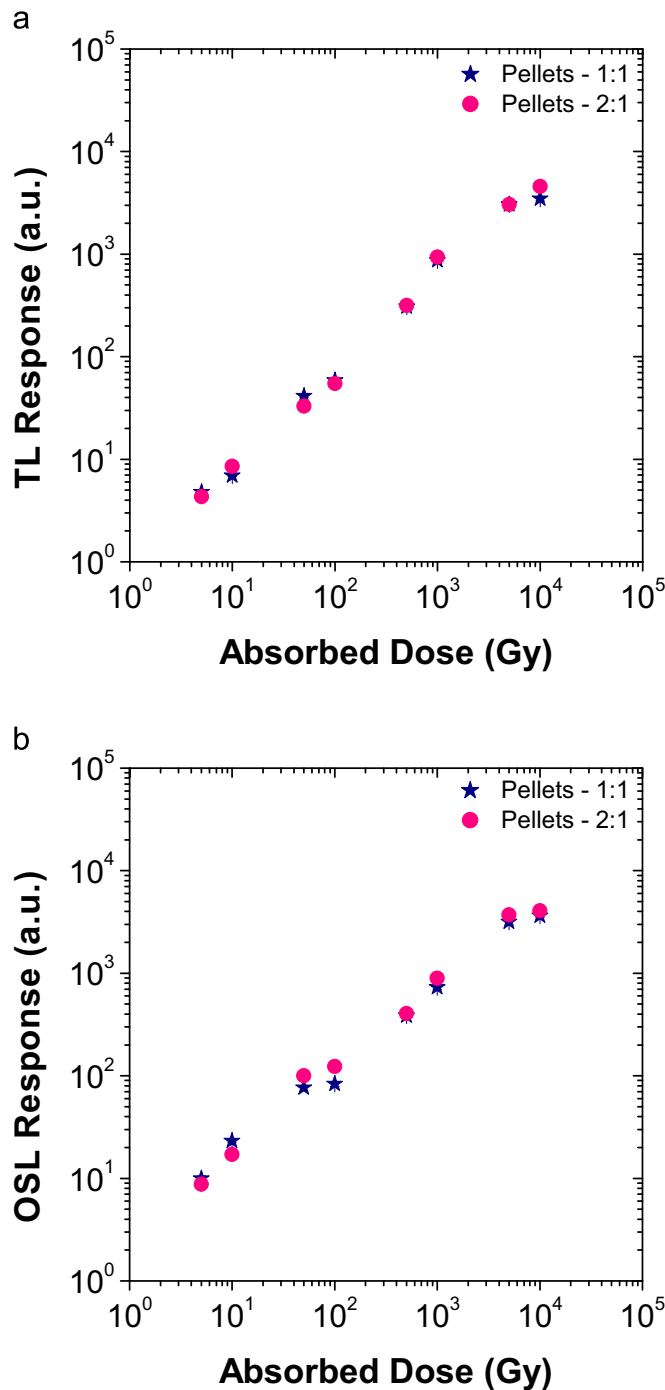 a
10^5
10^4
10^3
10^2
10^1
10^0
TL Response (a.u.)
Pellets - 1:1
Pellets - 2:1
10^0 10^1 10^2 10^3 10^4 10^5
Absorbed Dose (Gy)
b
10^5
10^4
10^3
10^2
10^1
10^0
OSL Response (a.u.)
Pellets - 1:1
Pellets - 2:1
10^0 10^1 10^2 10^3 10^4 10^5
Absorbed Dose (Gy)